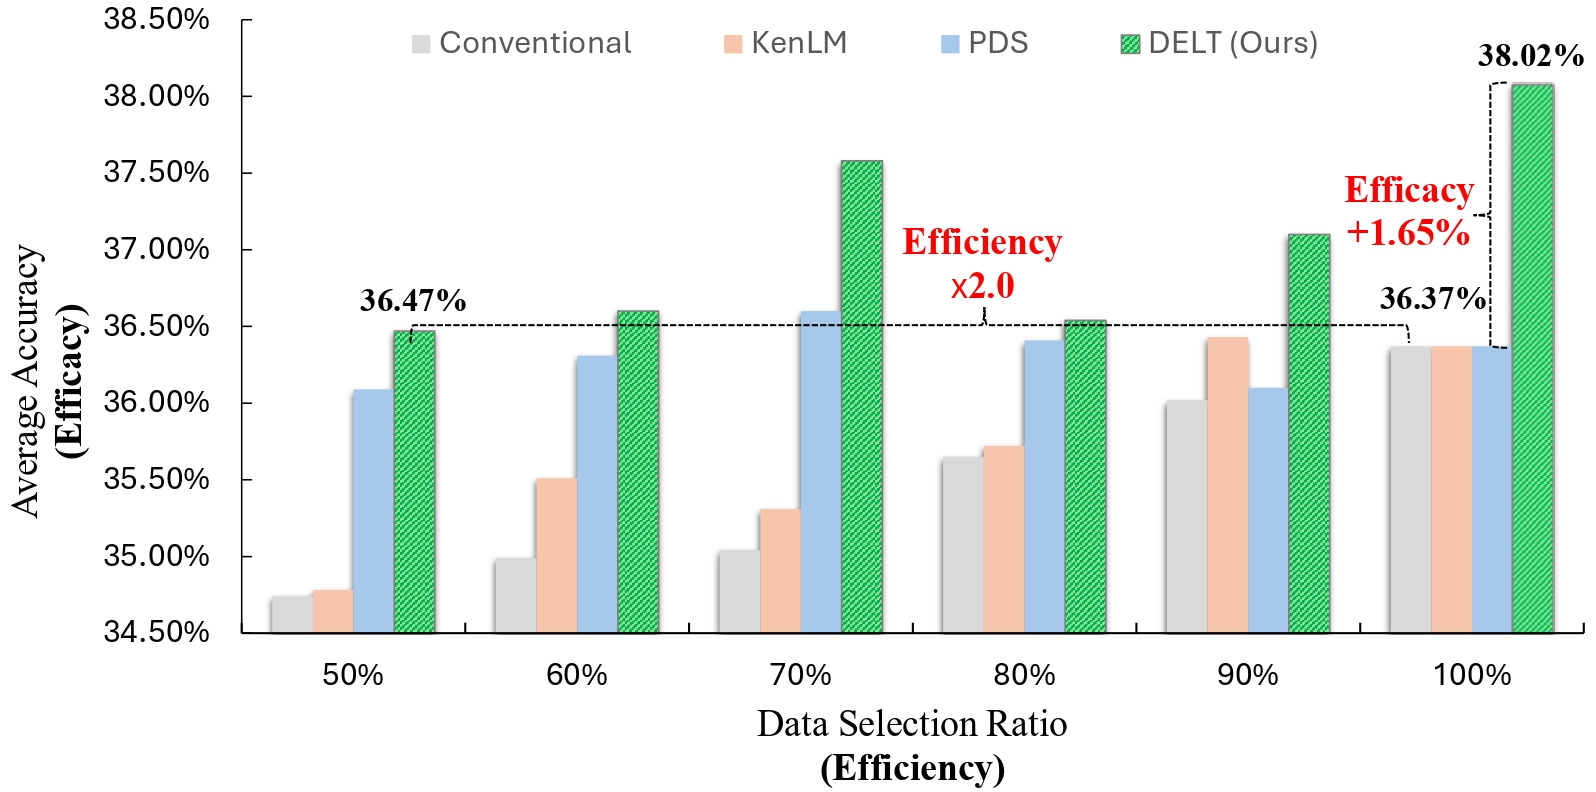 38.50%
38.00%
37.50%
37.00%
36.50%
36.00%
35.50%
35.00%
34.50%
Average Accuracy
(Efficacy)
Conventional
KenLM
PDS
DELT (Ours)
36.47%
Efficiency
x2.0
Efficacy
+1.65%
36.37%
38.02%
50%
60%
70%
80%
90%
100%
Data Selection Ratio
(Efficiency)